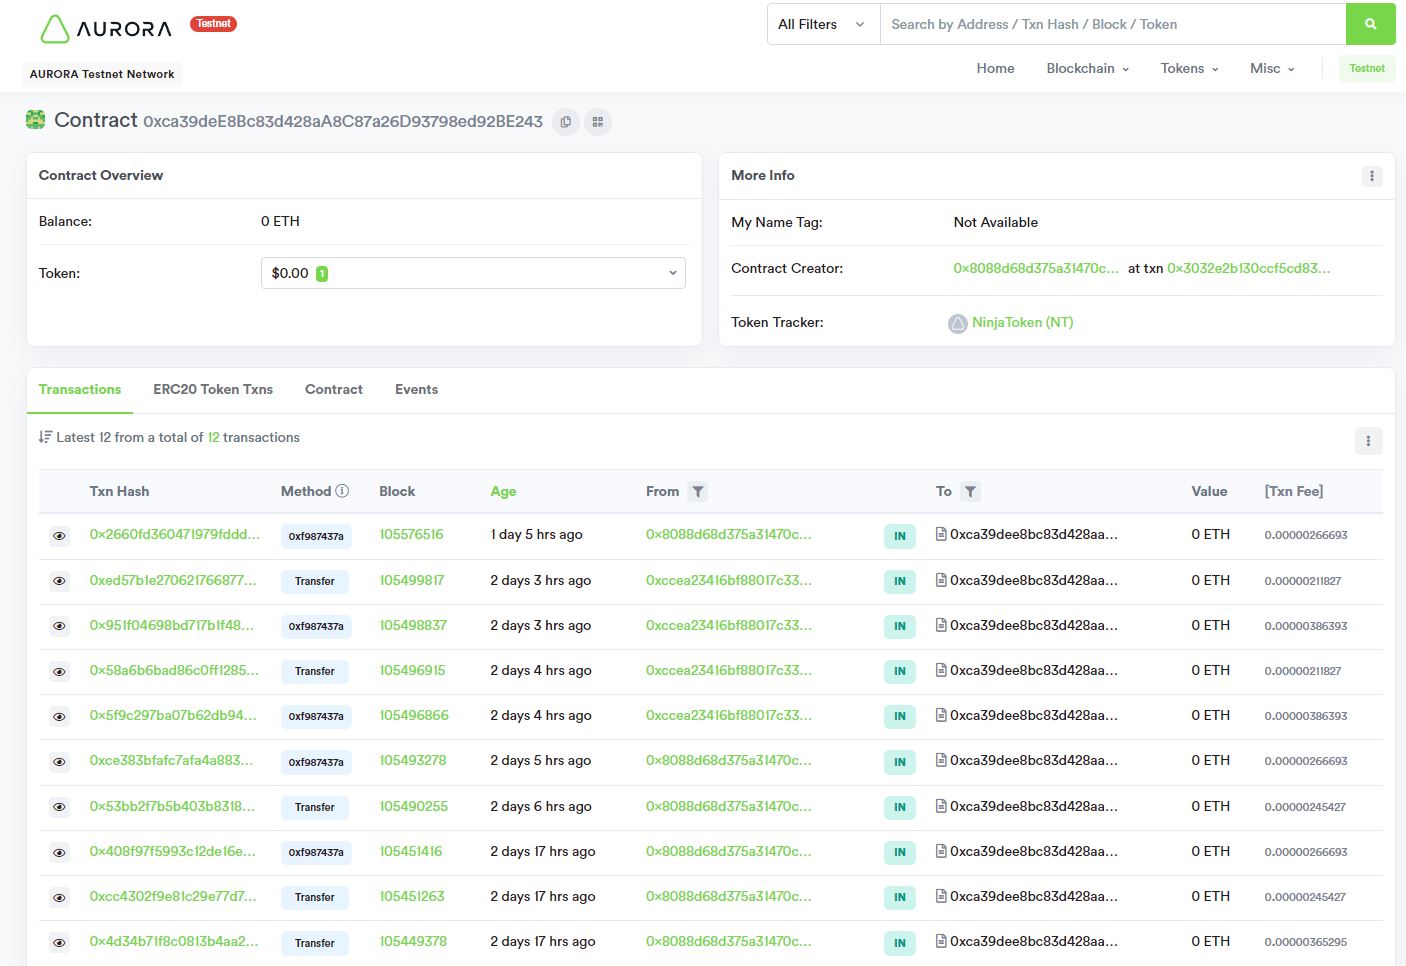 AURORA Testnet
All Filters Search by Address / Txn Hash / Block / Token
AURORA Testnet Network
Home Blockchain Tokens Misc Testnet
Contract 0xca39deE8Bc83d428aA8C87a26D93798ed92BE243
Contract Overview
Balance: 0 ETH
Token: $0.00 1
More Info
My Name Tag: Not Available
Contract Creator: 0x8088d68d375a31470c... at txn 0x3032e2b130ccf5cd83...
Token Tracker: NinjaToken (NT)
Transactions ERC20 Token Txns Contract Events
Latest 12 from a total of 12 transactions
Txn Hash Method Block Age From To Value [Txn Fee]
0x2660fd360471979fddd... 0xf987437a 105576516 1 day 5 hrs ago 0x8088d68d375a31470c... IN 0xca39dee8bc83d428aa... 0 ETH 0.00000266693
0xed57b1e270621766877... Transfer 105499817 2 days 3 hrs ago 0xccea23416bf88017c33... IN 0xca39dee8bc83d428aa... 0 ETH 0.00000211827
0x951f04698bd717b1f48... 0xf987437a 105498837 2 days 3 hrs ago 0xccea23416bf88017c33... IN 0xca39dee8bc83d428aa... 0 ETH 0.00000386393
0x58a6b6bad86c0ff1285... Transfer 105496915 2 days 4 hrs ago 0xccea23416bf88017c33... IN 0xca39dee8bc83d428aa... 0 ETH 0.00000211827
0x5f9c297ba07b62db94... 0xf987437a 105496866 2 days 4 hrs ago 0xccea23416bf88017c33... IN 0xca39dee8bc83d428aa... 0 ETH 0.00000386393
0xce383bfafc7afa4a883... 0xf987437a 105493278 2 days 5 hrs ago 0x8088d68d375a31470c... IN 0xca39dee8bc83d428aa... 0 ETH 0.00000266693
0x53bb2f7b5b403b8318... Transfer 105490255 2 days 6 hrs ago 0x8088d68d375a31470c... IN 0xca39dee8bc83d428aa... 0 ETH 0.00000245427
0x408f97f5993c12de16e... 0xf987437a 105451416 2 days 17 hrs ago 0x8088d68d375a31470c... IN 0xca39dee8bc83d428aa... 0 ETH 0.00000266693
0xcc4302f9e81c29e77d7... Transfer 105451263 2 days 17 hrs ago 0x8088d68d375a31470c... IN 0xca39dee8bc83d428aa... 0 ETH 0.00000245427
0x4d34b71f8c0813b4aa2... Transfer 105449378 2 days 17 hrs ago 0x8088d68d375a31470c... IN 0xca39dee8bc83d428aa... 0 ETH 0.00000365295